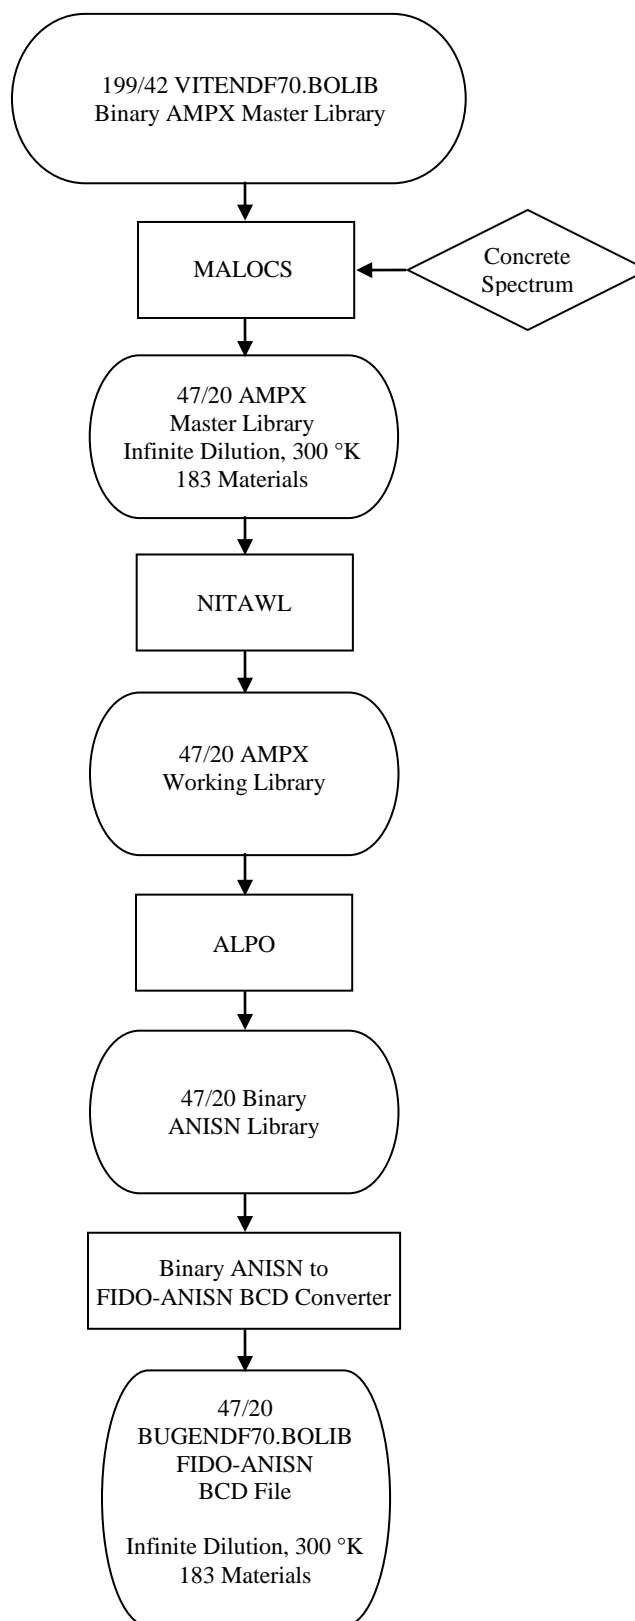 199/42 VITENDF70.BOLIB
Binary AMPX Master Library
MALOCS
Concrete
Spectrum
47/20 AMPX
Master Library
Infinite Dilution, 300 °K
183 Materials
NITAWL
47/20 AMPX
Working Library
ALPO
47/20 Binary
ANISN Library
Binary ANISN to
FIDO-ANISN BCD Converter
47/20
BUGENDF70.BOLIB
FIDO-ANISN
BCD File
Infinite Dilution, 300 °K
183 Materials